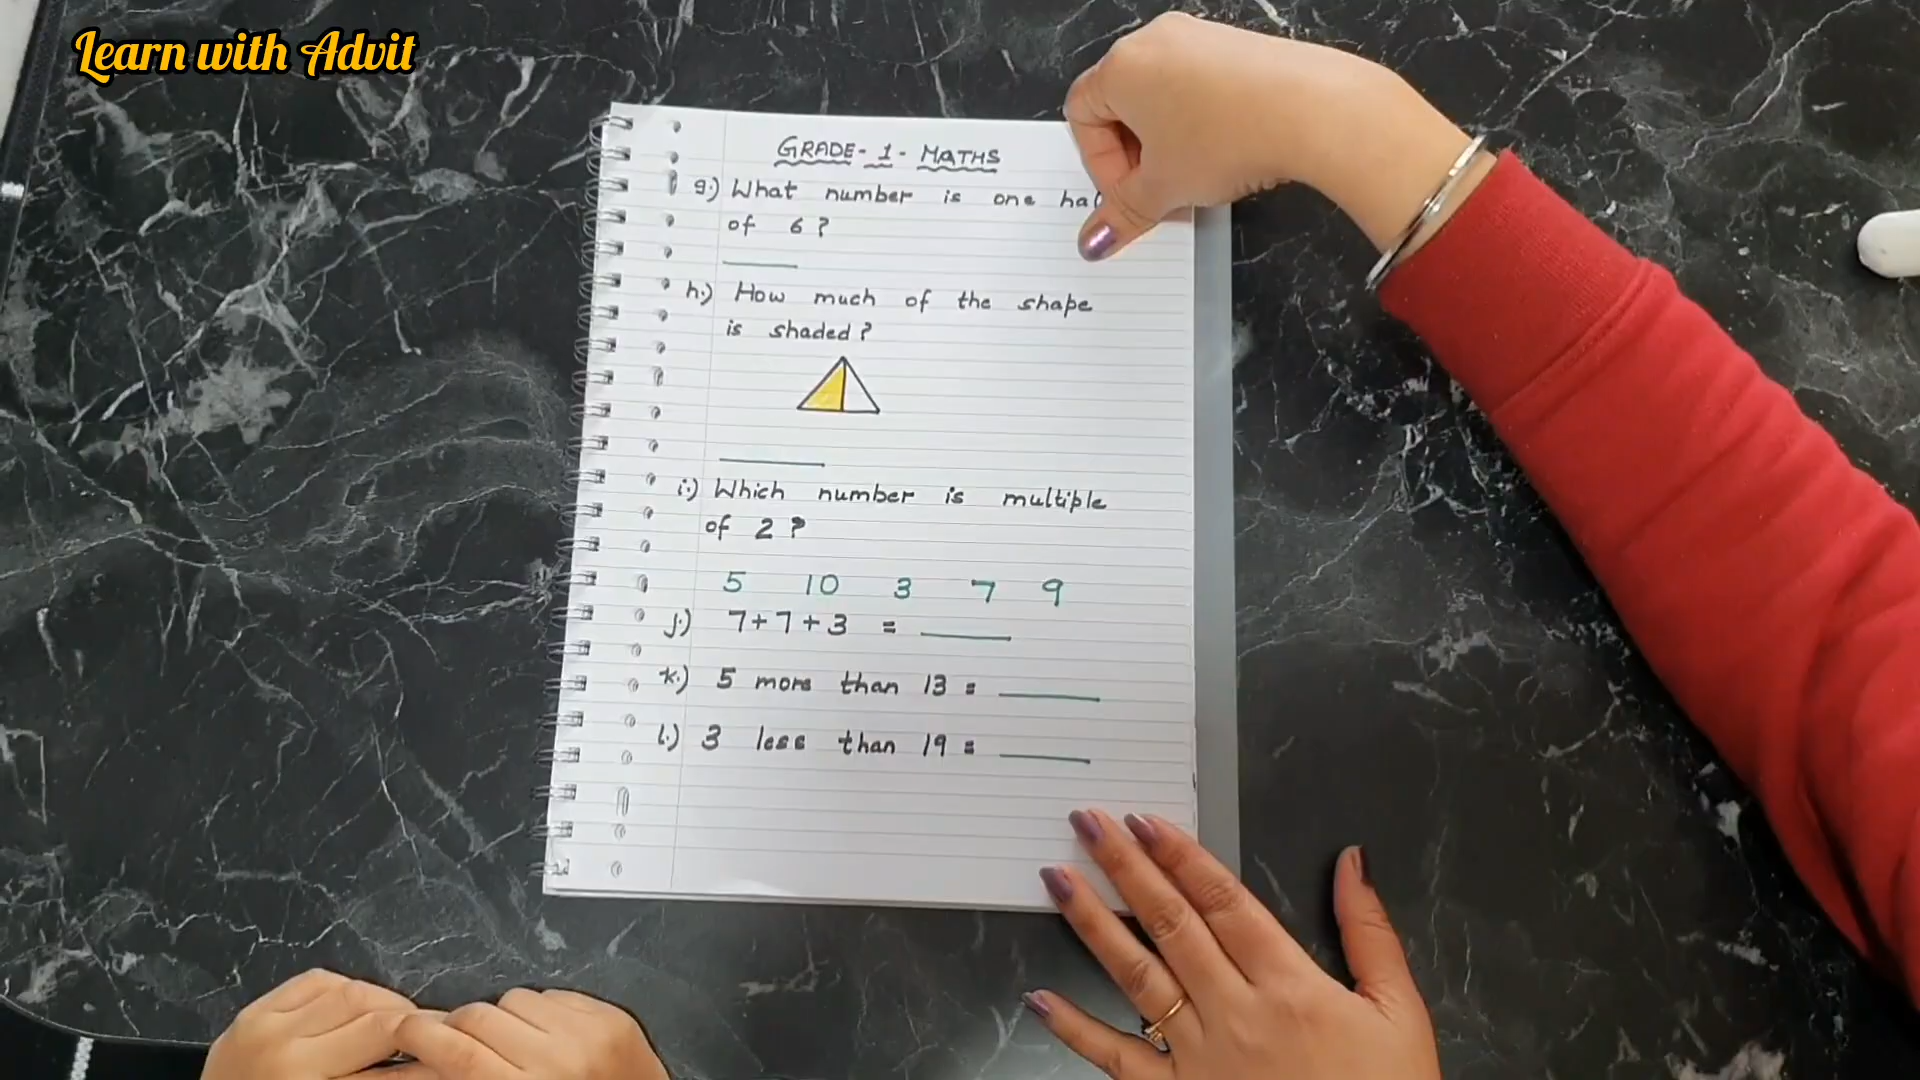 Learn with Advit
GRADE-1-MATHS
g.) What number is one
of 6?
h.) How much of the shape
is shaded?
i.) Which number is multiple
of 2?
5 10 3 7 9
j.) 7+7+3 =
k.) 5 more than 13 =
l.) 3 less than 19 =